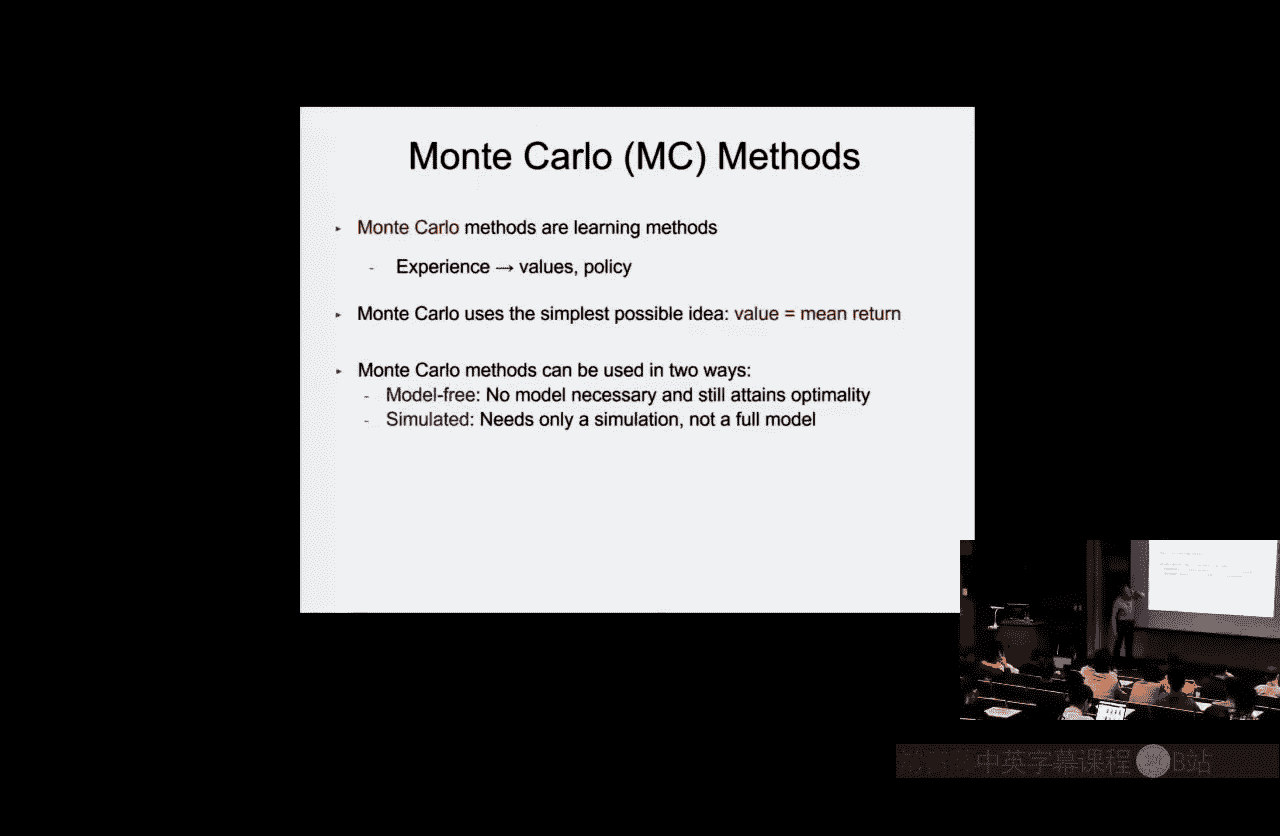 Monte Carlo (MC) Methods
▸ Monte Carlo methods are learning methods
- Experience → values, policy
▸ Monte Carlo uses the simplest possible idea: value = mean return
▸ Monte Carlo methods can be used in two ways:
- Model-free: No model necessary and still attains optimality
- Simulated: Needs only a simulation, not a full model
中英字幕课程 B站